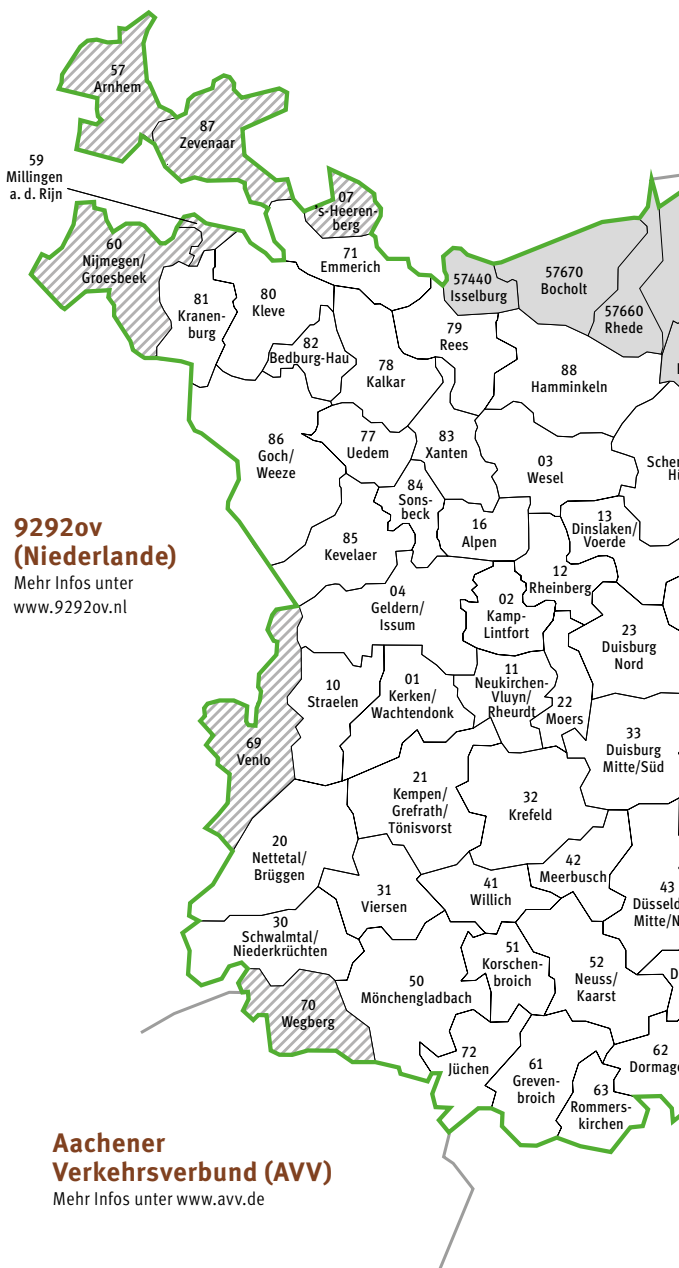 57
Arnhem
87
Zevenaar
59
Millingen
a. d. Rijn
07
's-Heeren-
berg
60
Nijmegen/
Groesbeek
71
Emmerich
57440
Isselburg
57670
Bocholt
57660
Rhede
81
Kranen-
burg
80
Kleve
82
Bedburg-Hau
78
Kalkar
79
Rees
88
Hamminkeln
86
Goch/
Weeze
77
Uedem
83
Xanten
03
Wesel
84
Sons-
beck
16
Alpen
13
Dinslaken/
Voerde
9292ov
(Niederlande)
Mehr Infos unter
www.9292ov.nl
85
Kevelaer
12
Rheinberg
04
Geldern/
Issum
02
Kamp-
Lintfort
23
Duisburg
Nord
10
Straelen
01
Kerken/
Wachtendonk
11
Neukirchen-
Vluyn/
Rheurdt
22
Moers
69
Venlo
33
Duisburg
Mitte/Süd
21
Kempen/
Grefrath/
Tönisvorst
32
Krefeld
20
Nettetal/
Brüggen
42
Meerbusch
31
Viersen
41
Willich
43
Düsseld
Mitte/N
30
Schwalmtal/
Niederkrüchten
51
Korschen-
broich
52
Neuss/
Kaarst
50
Mönchengladbach
70
Wegberg
72
Jüchen
61
Greven-
broich
62
Dormage
63
Rommers-
kirchen
Aachener
Verkehrsverbund (AVV)
Mehr Infos unter www.avv.de